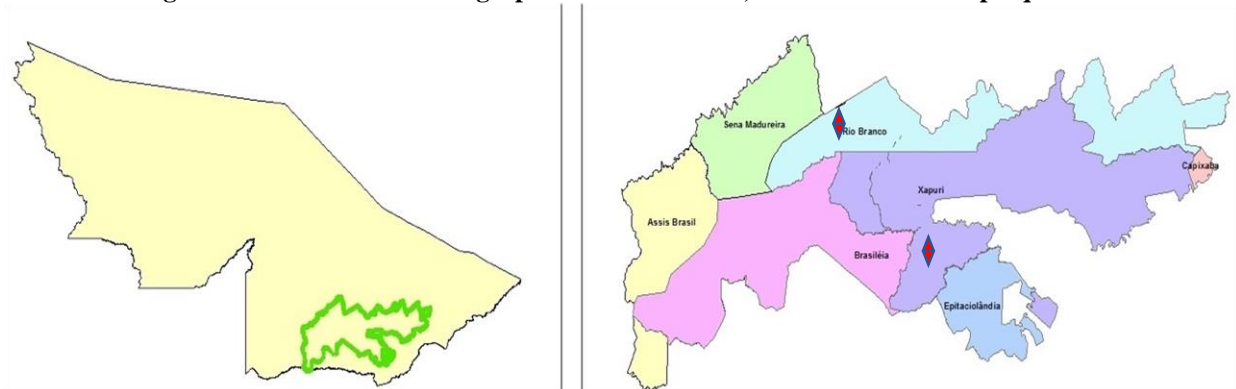 Sena Madureira
Rio Branco
Capixaba
Xapuri
Assis Brasil
Brasiléia
Epitaciolândia